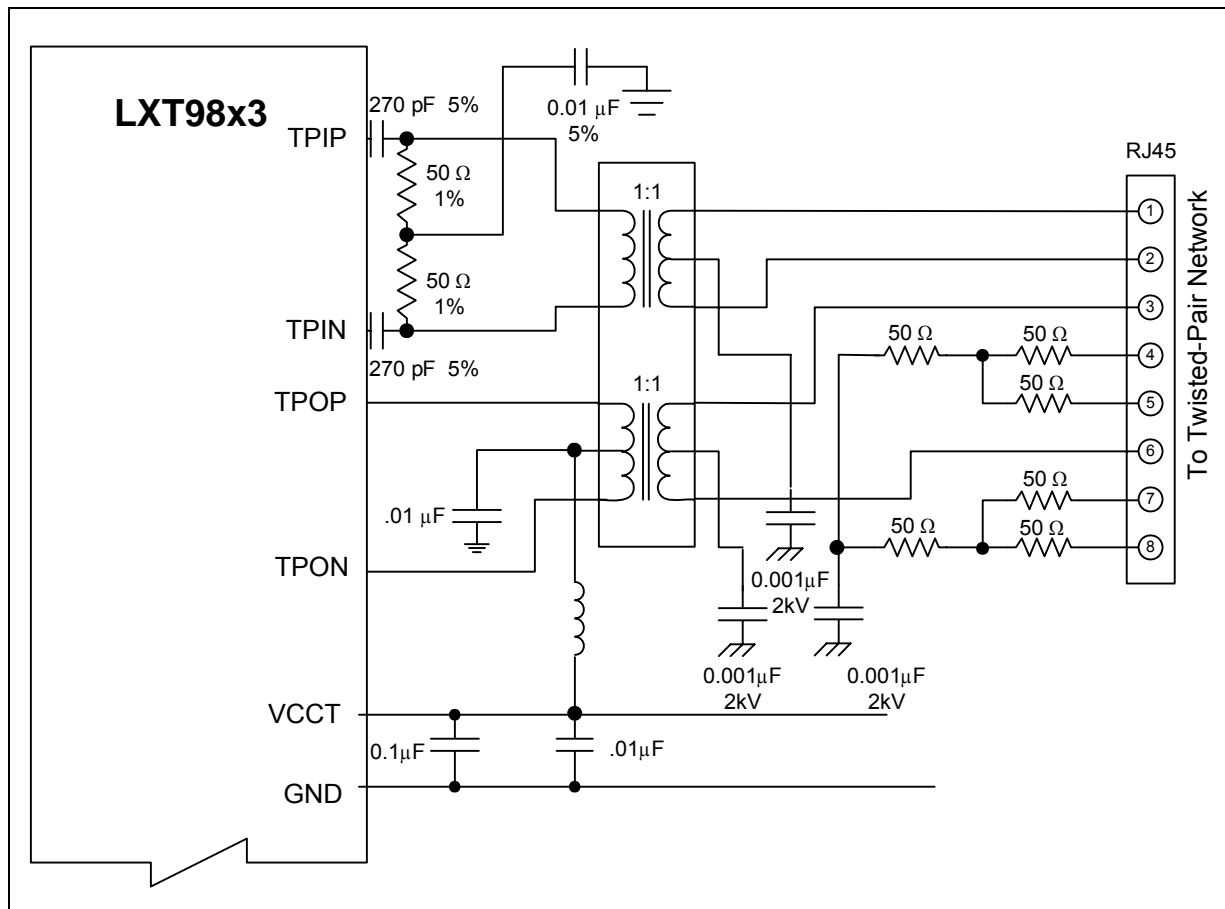 LXT98x3
270 pF 5%
0.01 μF
5%
TPIP
50 Ω
1%
50 Ω
1%
TPIN
270 pF 5%
TPOP
.01 μF
TPON
VCCT
0.1μF
.01μF
GND
1:1
1:1
0.001μF
2kV
0.001μF
2kV
0.001μF
2kV
50 Ω
50 Ω
50 Ω
50 Ω
50 Ω
50 Ω
RJ45
1
2
3
4
5
6
7
8
To Twisted-Pair Network